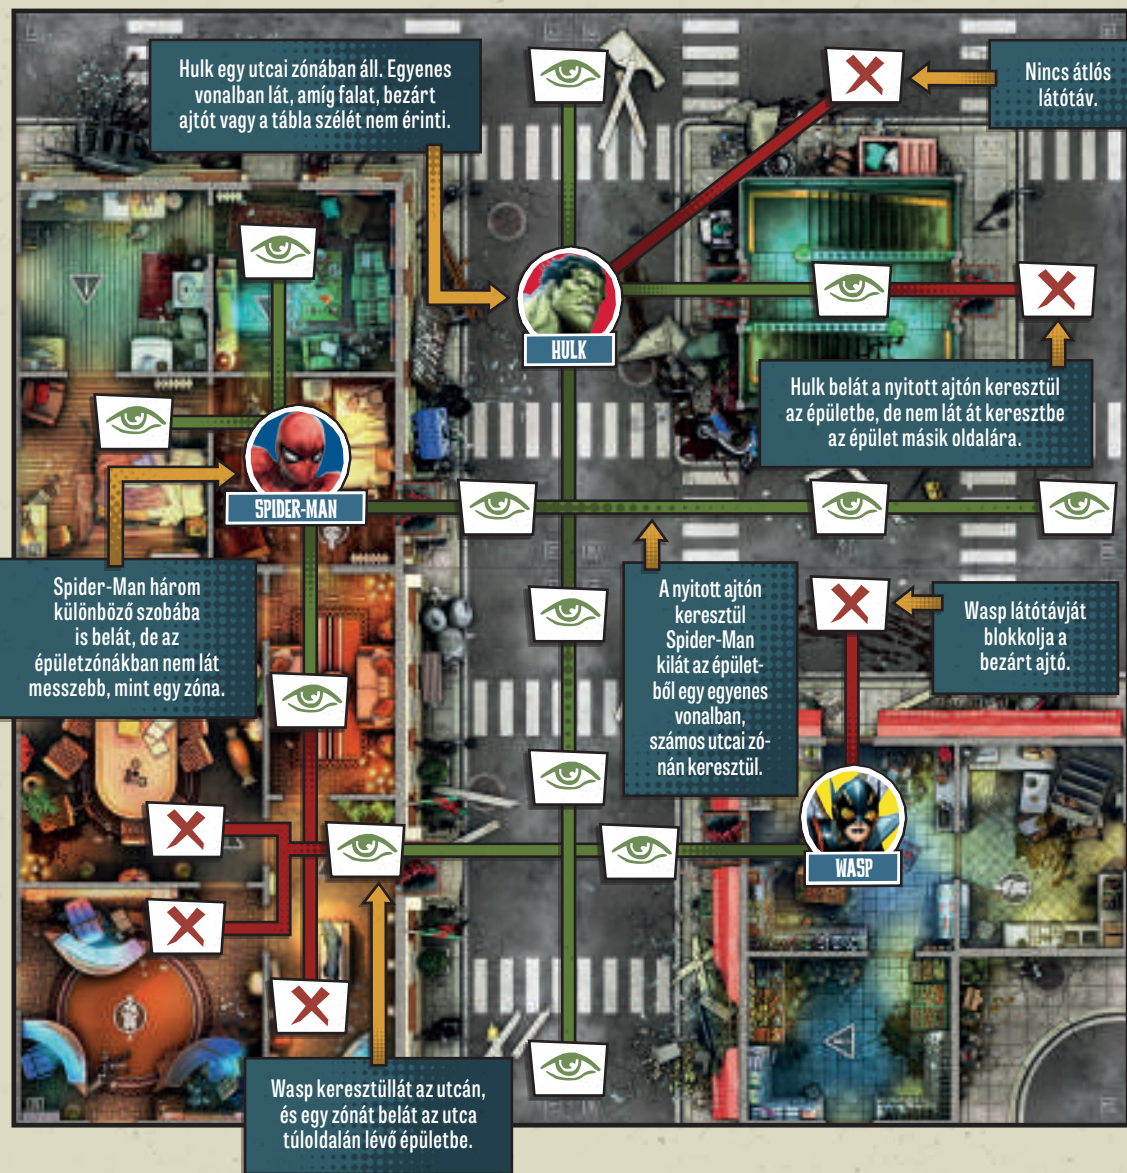 Hulk egy utcai zónában áll. Egyenes
vonalban lát, amíg falat, bezárt
ajtót vagy a tábla szélét nem érinti.
Nincs átlós
látótáv.
HULK
Hulk belát a nyitott ajtón keresztül
az épületbe, de nem lát át keresztbe
az épület másik oldalára.
SPIDER-MAN
Spider-Man három
különböző szobába
is belát, de az
épületzónákban nem lát
messzebb, mint egy zóna.
A nyitott ajtón
keresztül
Spider-Man
kilát az épület-
ből egy egyenes
vonalban,
számos utcai zó-
nán keresztül.
Wasp látótávját
blokkolja a
bezárt ajtó.
WASP
Wasp keresztüllát az utcán,
és egy zónát belát az utca
túloldalán lévő épületbe.